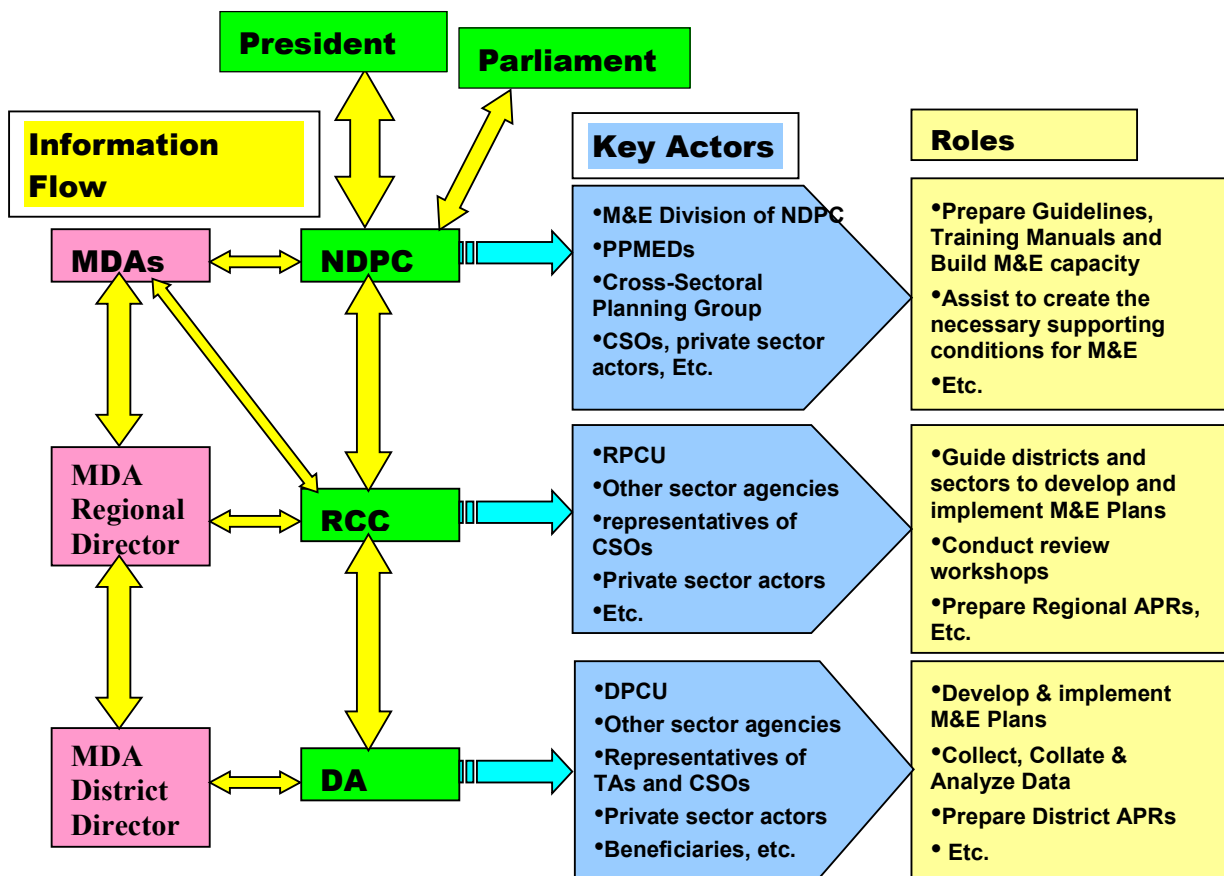 President
Parliament
Information
Flow
Key Actors
Roles
MDAs
NDPC
•M&E Division of NDPC
•PPMEDs
•Cross-Sectoral
Planning Group
•CSOs, private sector
actors, Etc.
•Prepare Guidelines,
Training Manuals and
Build M&E capacity
•Assist to create the
necessary supporting
conditions for M&E
•Etc.
MDA
Regional
Director
RCC
•RPCU
•Other sector agencies
•representatives of
CSOs
•Private sector actors
•Etc.
•Guide districts and
sectors to develop and
implement M&E Plans
•Conduct review
workshops
•Prepare Regional APRs,
Etc.
MDA
District
Director
DA
•DPCU
•Other sector agencies
•Representatives of
TAs and CSOs
•Private sector actors
•Beneficiaries, etc.
•Develop & implement
M&E Plans
•Collect, Collate &
Analyze Data
•Prepare District APRs
• Etc.